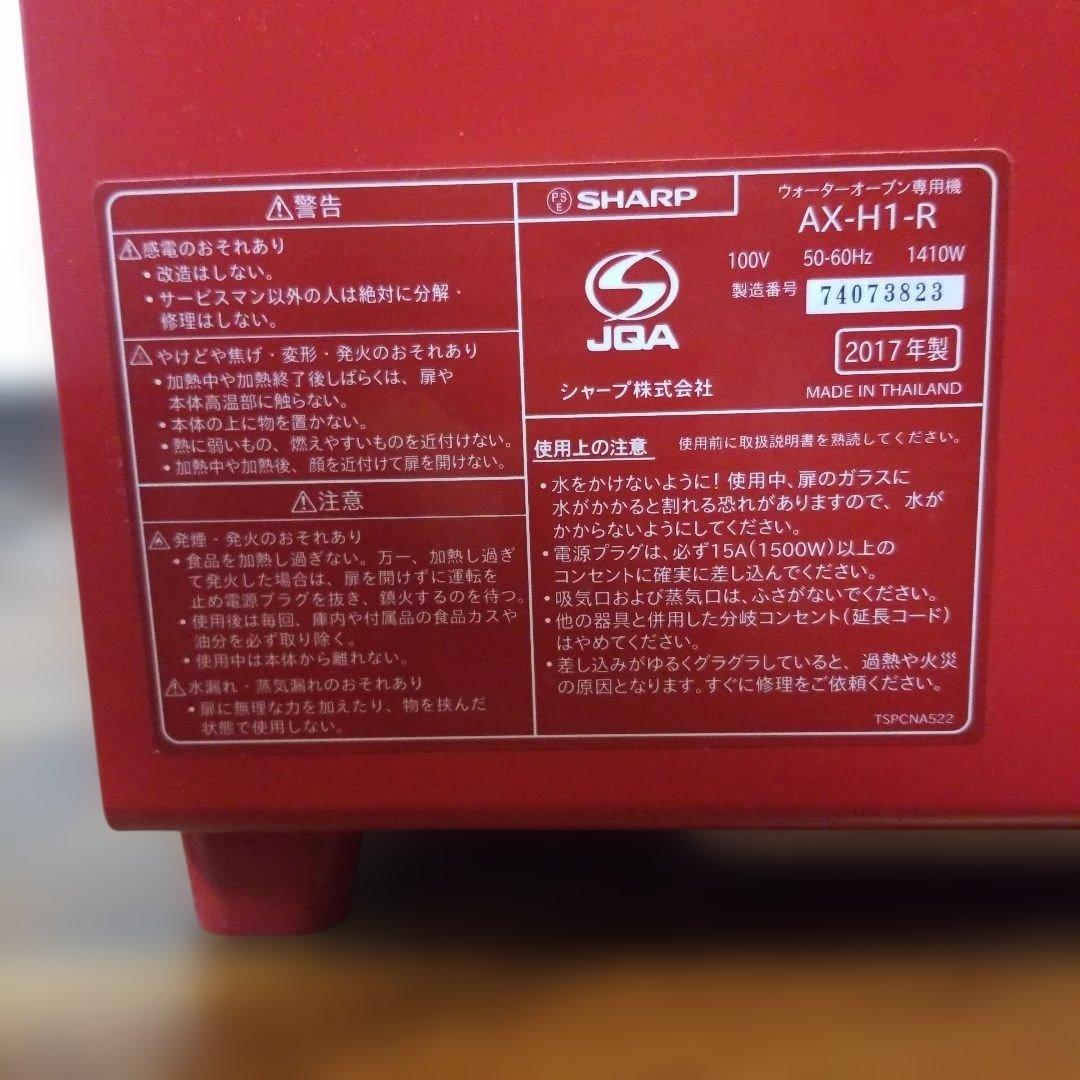 警告
感電のおそれあり
•改造はしない。
•サービスマン以外の人は絶対に分解・
修理はしない。
やけどや焦げ・変形・発火のおそれあり
•加熱中や加熱終了後しばらくは、扉や
本体高温部に触らない。
•本体の上に物を置かない。
•熱に弱いもの、燃えやすいものを近付けない。
•加熱中や加熱後、顔を近付けて扉を開けない。
注意
発煙・発火のおそれあり
•食品を加熱し過ぎない。万一、加熱し過ぎ
て発火した場合は、扉を開けずに運転を
止め電源プラグを抜き、鎮火するのを待つ。
•使用後は毎回、庫内や付属品の食品カスや
油分を必ず取り除く。
•使用中は本体から離れない。
水漏れ・蒸気漏れのおそれあり
•扉に無理な力を加えたり、物を挟んだ
状態で使用しない。
PSE SHARP
ウォーターオーブン専用機
AX-H1-R
100V 50-60Hz 1410W
製造番号 74073823
JQA
2017年製
シャープ株式会社
MADE IN THAILAND
使用上の注意 使用前に取扱説明書を熟読してください。
•水をかけないように!使用中、扉のガラスに
水がかかると割れる恐れがありますので、水が
かからないようにしてください。
•電源プラグは、必ず15A(1500W)以上の
コンセントに確実に差し込んでください。
•吸気口および蒸気口は、ふさがないでください。
•他の器具と併用した分岐コンセント(延長コード)
はやめてください。
•差し込みがゆるくグラグラしていると、過熱や火災
の原因となります。すぐに修理をご依頼ください。
TSPCNA522